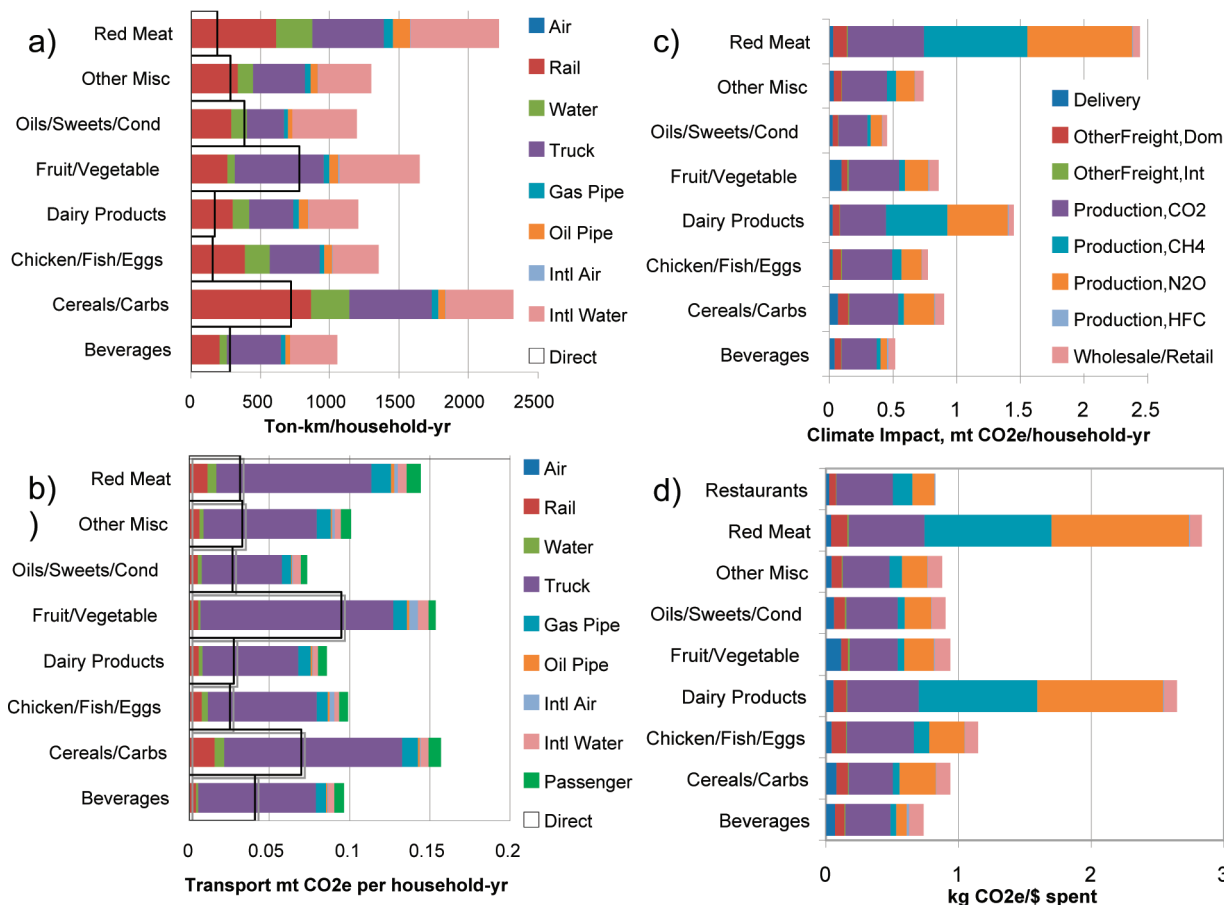 a)
Red Meat
Other Misc
Oils/Sweets/Cond
Fruit/Vegetable
Dairy Products
Chicken/Fish/Eggs
Cereals/Carbs
Beverages
0 500 1000 1500 2000 2500
Ton-km/household-yr
Air
Rail
Water
Truck
Gas Pipe
Oil Pipe
Intl Air
Intl Water
Direct
c)
Red Meat
Other Misc
Oils/Sweets/Cond
Fruit/Vegetable
Dairy Products
Chicken/Fish/Eggs
Cereals/Carbs
Beverages
0 0.5 1 1.5 2 2.5
Climate Impact, mt CO2e/household-yr
Delivery
OtherFreight,Dom
OtherFreight,Int
Production,CO2
Production,CH4
Production,N2O
Production,HFC
Wholesale/Retail
b)
)
Red Meat
Other Misc
Oils/Sweets/Cond
Fruit/Vegetable
Dairy Products
Chicken/Fish/Eggs
Cereals/Carbs
Beverages
0 0.05 0.1 0.15 0.2
Transport mt CO2e per household-yr
Air
Rail
Water
Truck
Gas Pipe
Oil Pipe
Intl Air
Intl Water
Passenger
Direct
d)
Restaurants
Red Meat
Other Misc
Oils/Sweets/Cond
Fruit/Vegetable
Dairy Products
Chicken/Fish/Eggs
Cereals/Carbs
Beverages
0 1 2 3
kg CO2e/$ spent